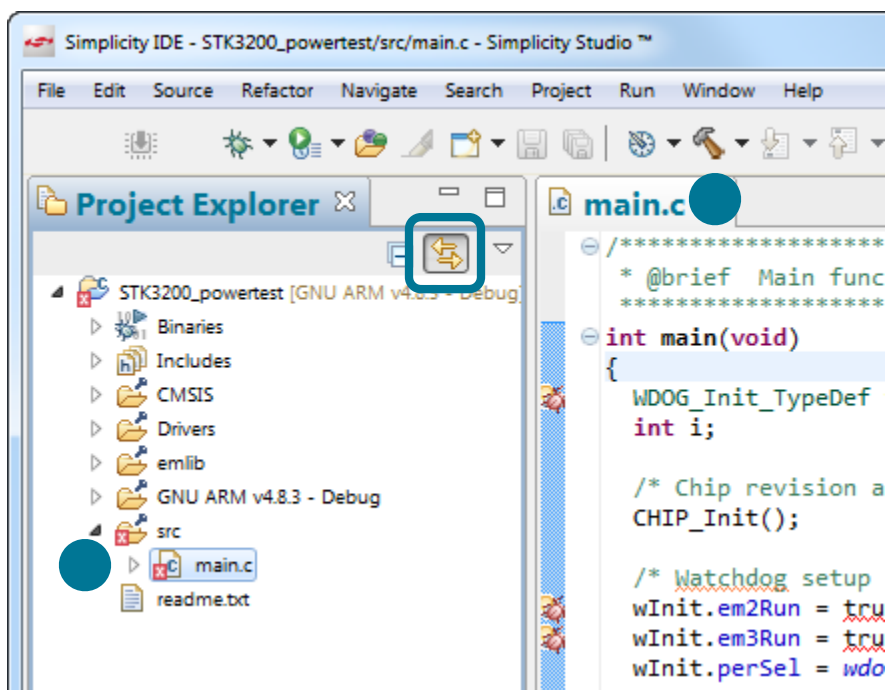 Simplicity IDE - STK3200_powertest/src/main.c - Simplicity Studio ™
File Edit Source Refactor Navigate Search Project Run Window Help
Project Explorer
main.c
STK3200_powertest [GNU ARM v4.8.3 - Debug]
Binaries
Includes
CMSIS
Drivers
emlib
GNU ARM v4.8.3 - Debug
src
main.c
readme.txt
/*******************
* @brief Main func
*******************
int main(void)
{
WDOG_Init_TypeDef
int i;
/* Chip revision a
CHIP_Init();
/* Watchdog setup
wInit.em2Run = tru
wInit.em3Run = tru
wInit.perSel = wdo